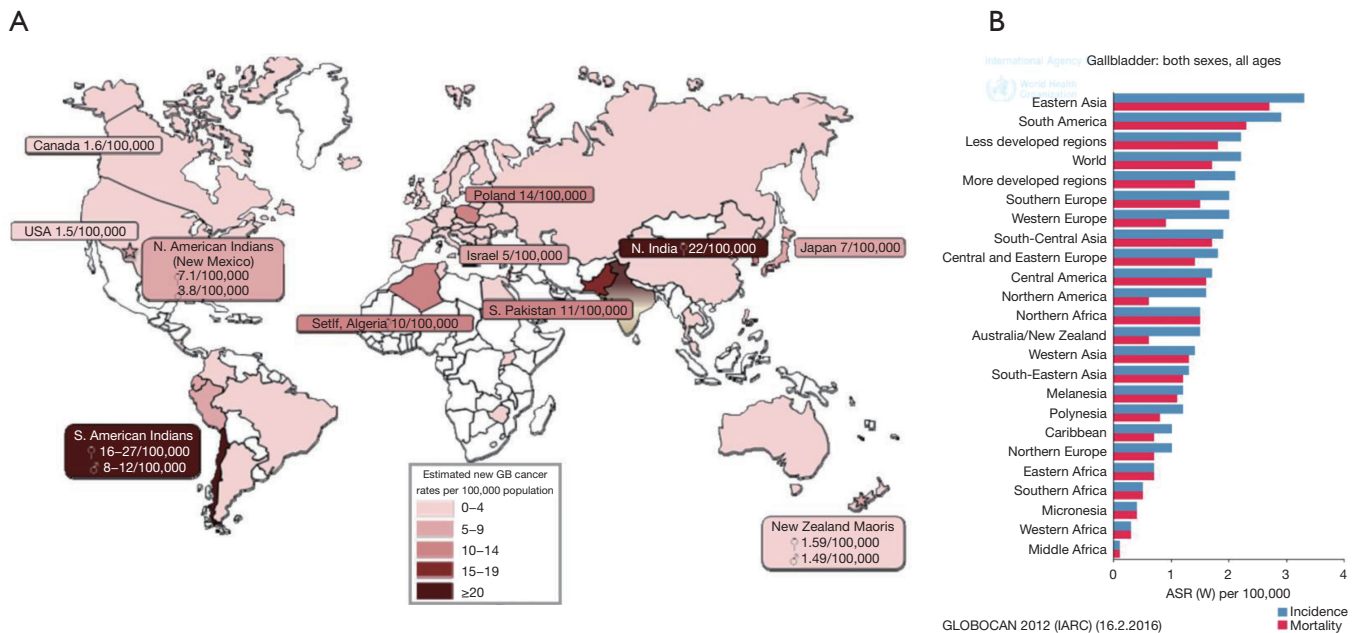 A
Canada 1.6/100,000
USA 1.5/100,000
N. American Indians
(New Mexico)
7.1/100,000
3.8/100,000
Poland 14/100,000
Israel 5/100,000
N. India ♀22/100,000
Japan 7/100,000
S. Pakistan 11/100,000
Setlf, Algeria 10/100,000
S. American Indians
♀ 16–27/100,000
♂ 8–12/100,000
New Zealand Maoris
♀ 1.59/100,000
♂ 1.49/100,000
Estimated new GB cancer
rates per 100,000 population
0–4
5–9
10–14
15–19
≥20
B
International Agency
World Health
Organization
Gallbladder: both sexes, all ages
Eastern Asia
South America
Less developed regions
World
More developed regions
Southern Europe
Western Europe
South-Central Asia
Central and Eastern Europe
Central America
Northern America
Northern Africa
Australia/New Zealand
Western Asia
South-Eastern Asia
Melanesia
Polynesia
Caribbean
Northern Europe
Eastern Africa
Southern Africa
Micronesia
Western Africa
Middle Africa
0 1 2 3 4
ASR (W) per 100,000
Incidence
Mortality
GLOBOCAN 2012 (IARC) (16.2.2016)